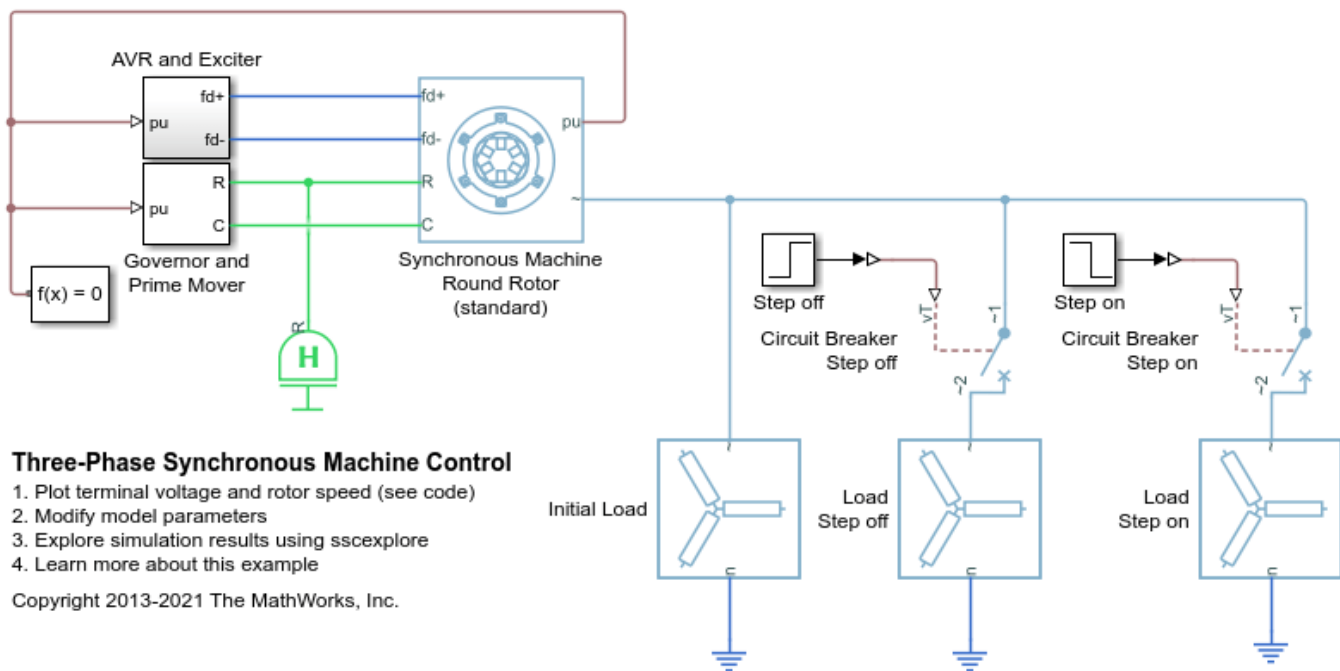 AVR and Exciter
fd+
pu
fd-
R
pu
C
Governor and
Prime Mover
f(x) = 0
R
H
fd+
fd-
R
C
pu
~
Synchronous Machine
Round Rotor
(standard)
Step off
vT
~1
Circuit Breaker
Step off
~2
Step on
vT
~1
Circuit Breaker
Step on
~2
Three-Phase Synchronous Machine Control
1. Plot terminal voltage and rotor speed (see code)
2. Modify model parameters
3. Explore simulation results using sscexplore
4. Learn more about this example
Copyright 2013-2021 The MathWorks, Inc.
Initial Load
~
n
Load
Step off
~
n
Load
Step on
~
n